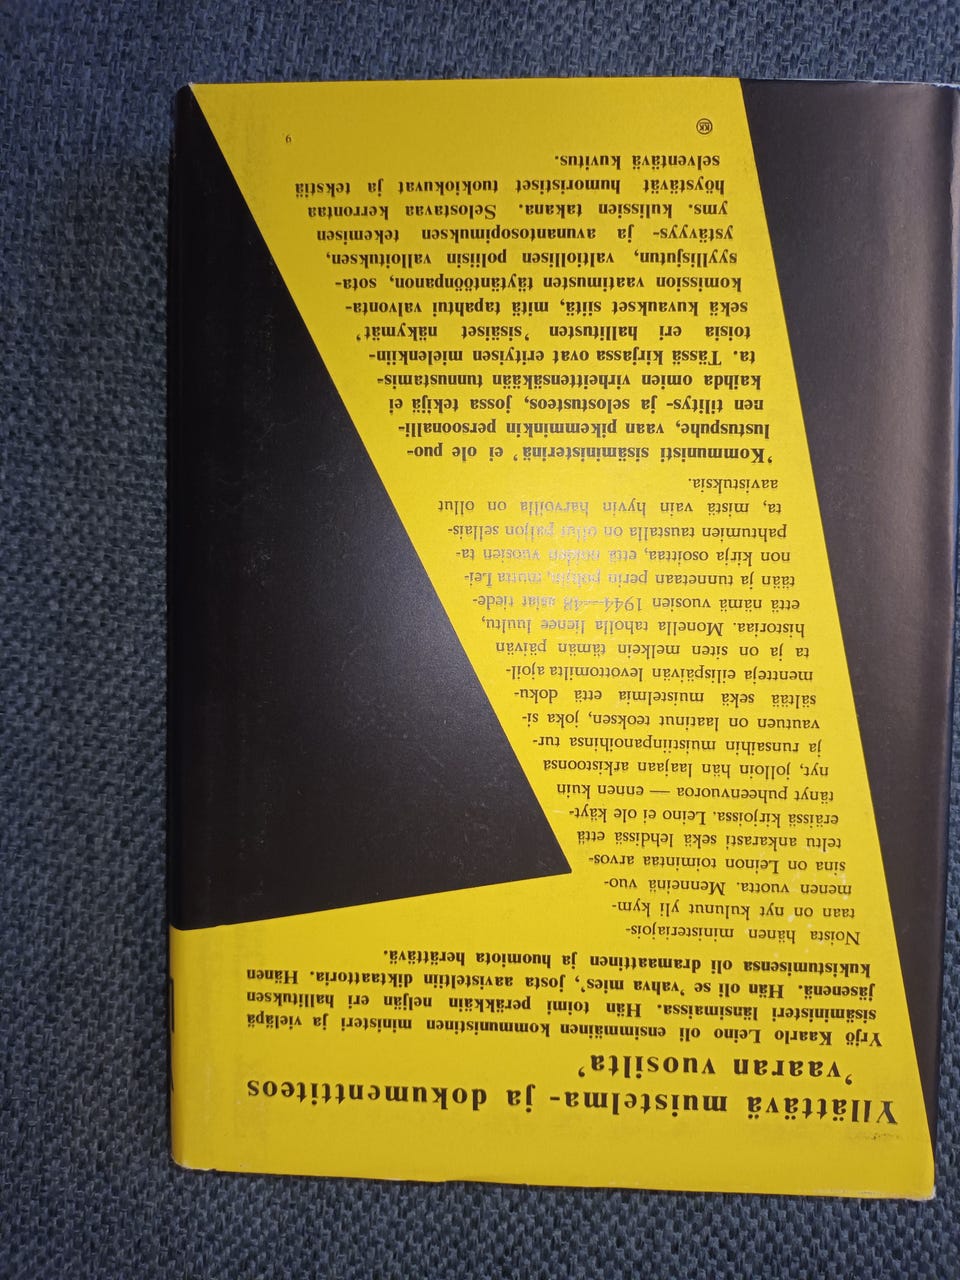 Yllättävä muistelma- ja dokumenttiteos
’vaaran vuosilta’
Yrjö Kaarlo Leino oli ensimmäinen kommunistinen ministeri ja vieläpä
sisäministeri länsimaissa. Hän toimi peräkkäin neljän eri hallituksen
jäsenenä. Hän oli se ’vahva mies’, josta aavisteltiin diktaattoria. Hänen
kukistumisensa oli dramaattinen ja huomiota herättävä.
Noista hänen ministeriajois-
taan on nyt kulunut yli kym-
menen vuotta. Menneinä vuo-
sina on Leinon toimintaa arvos-
teltu ankarasti sekä lehdissä että
eräissä kirjoissa. Leino ei ole käyt-
tänyt puheenvuoroa — ennen kuin
nyt, jolloin hän laajaan arkistoonsa
ja runsaihin muistiinpanoihinsa tur-
vautuen on laatinut teoksen, joka si-
sältää sekä muistelmia että doku-
mentteja eilispäivän levottomilta ajoil-
ta ja on siten melkein tämän päivän
historiaa. Monella taholla lienee luultu,
että nämä vuosien 1944—48 asiat tiede-
tään ja tunnetaan perin pohjin, mutta Lei-
non kirja osoittaa, että noiden vuosien ta-
pahtumien taustalla on ollut paljon sellais-
ta, mistä vain hyvin harvoilla on ollut
aavistuksia.
’Kommunisti sisäministerinä’ ei ole puo-
lustuspuhe, vaan pikemminkin persoonalli-
nen tilitys- ja selostusteos, jossa tekijä ei
kaihda omien virheittensäkään tunnustamis-
ta. Tässä kirjassa ovat erityisen mielenkiin-
toisia eri hallitusten ’sisäiset näkymät’
sekä kuvaukset siitä, mitä tapahtui valvonta-
komission vaatimusten täytäntöönpanon, sota-
syyllisjutun, valtiollisen poliisin valloituksen,
ystävyys- ja avunantosopimuksen tekemisen
yms. kulissien takana. Selostavaa kerrontaa
höystävät humoristiset tuokiokuvat ja tekstiä
selventävä kuvitus.
KK
9